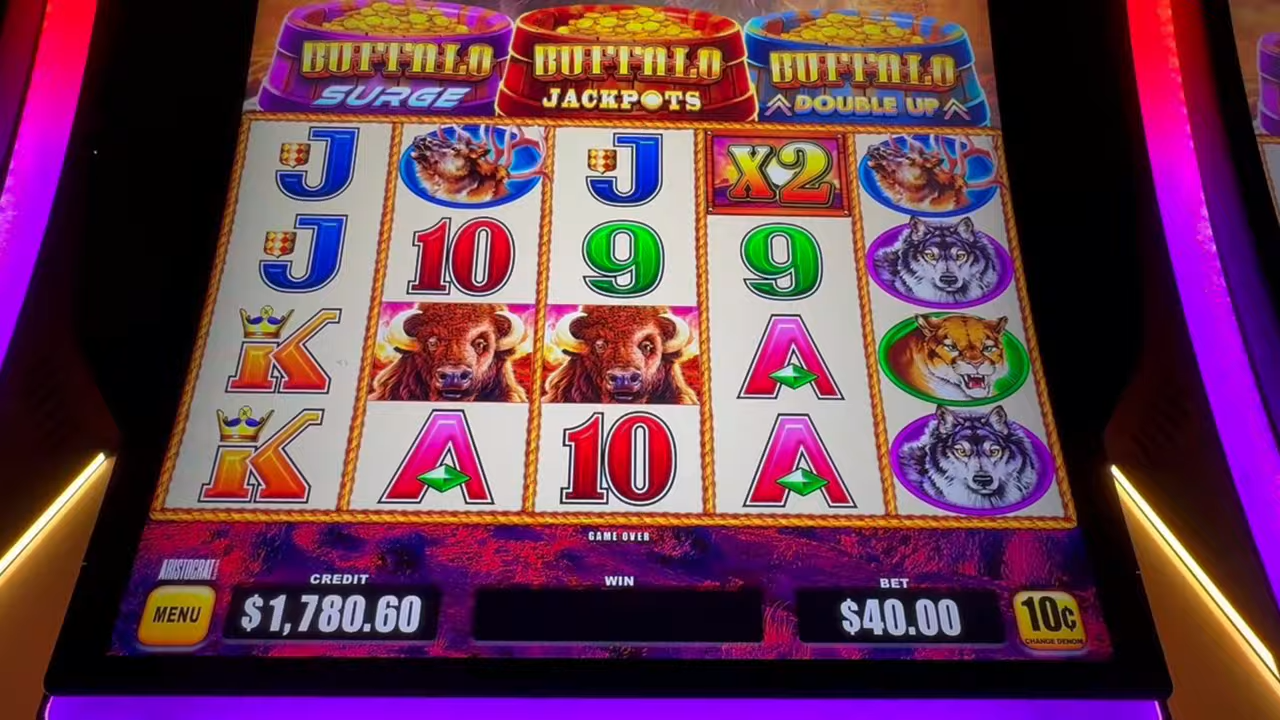 BUFFALO BUFFALO BUFFALO
SURGE JACKPOTS DOUBLE UP
J J X2
J 10 9 9
K A
K A 10 A
GAME OVER
ARISTOCRAT
CREDIT WIN BET
MENU $1,780.60 $40.00 10¢
CHANGE DENOM